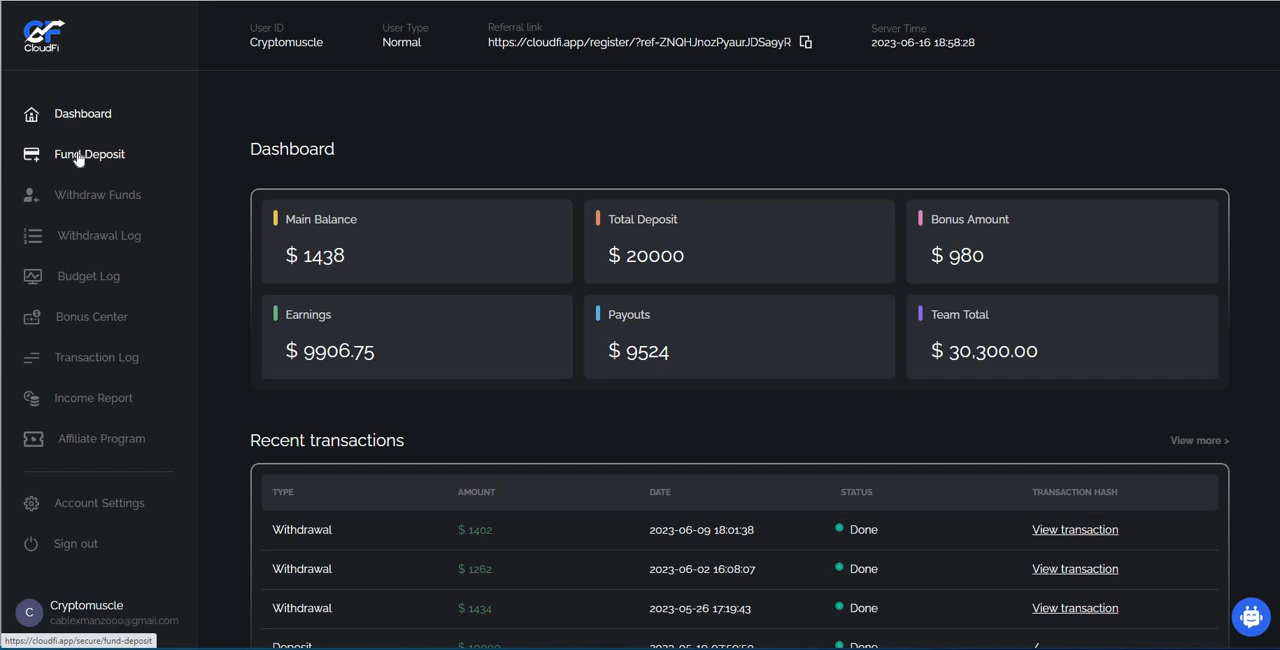 CF
CloudFi
User ID
Cryptomuscle
User Type
Normal
Referral link
https://cloudfi.app/register/?ref=ZNQHJnozPyaurJDSa9yR
Server Time
2023-06-16 18:58:28
Dashboard
Fund Deposit
Withdraw Funds
Withdrawal Log
Budget Log
Bonus Center
Transaction Log
Income Report
Affiliate Program
Account Settings
Sign out
C
Cryptomuscle
cablexman2000@gmail.com
https://cloudfi.app/secure/fund-deposit
Dashboard
Main Balance
$ 1438
Total Deposit
$ 20000
Bonus Amount
$ 980
Earnings
$ 9906.75
Payouts
$ 9524
Team Total
$ 30,300.00
Recent transactions
View more >
TYPE AMOUNT DATE STATUS TRANSACTION HASH
Withdrawal $ 1402 2023-06-09 18:01:38 Done View transaction
Withdrawal $ 1262 2023-06-02 16:08:07 Done View transaction
Withdrawal $ 1434 2023-05-26 17:19:43 Done View transaction
Deposit Done /